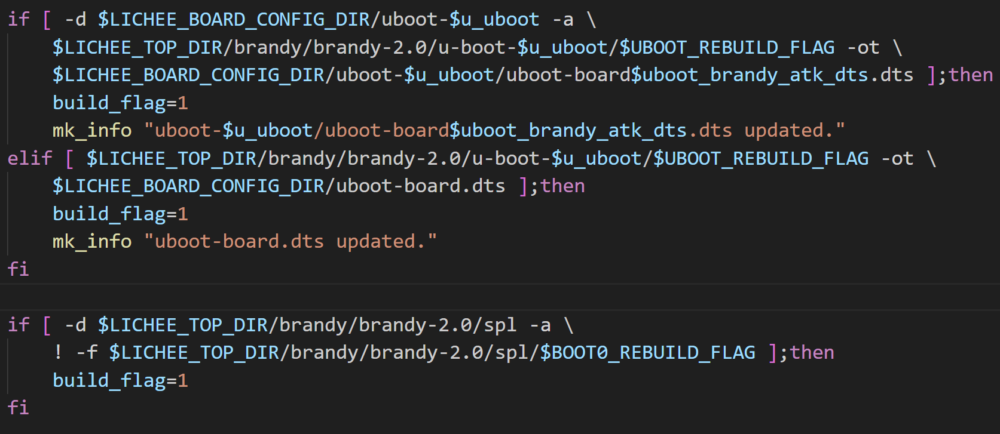 if [ -d $LICHEE_BOARD_CONFIG_DIR/uboot-$u_uboot -a \
    $LICHEE_TOP_DIR/brandy/brandy-2.0/u-boot-$u_uboot/$UBOOT_REBUILD_FLAG -ot \
    $LICHEE_BOARD_CONFIG_DIR/uboot-$u_uboot/uboot-board$uboot_brandy_atk_dts.dts ];then
    build_flag=1
    mk_info "uboot-$u_uboot/uboot-board$uboot_brandy_atk_dts.dts updated."
elif [ $LICHEE_TOP_DIR/brandy/brandy-2.0/u-boot-$u_uboot/$UBOOT_REBUILD_FLAG -ot \
    $LICHEE_BOARD_CONFIG_DIR/uboot-board.dts ];then
    build_flag=1
    mk_info "uboot-board.dts updated."
fi

if [ -d $LICHEE_TOP_DIR/brandy/brandy-2.0/spl -a \
    ! -f $LICHEE_TOP_DIR/brandy/brandy-2.0/spl/$BOOT0_REBUILD_FLAG ];then
    build_flag=1
fi